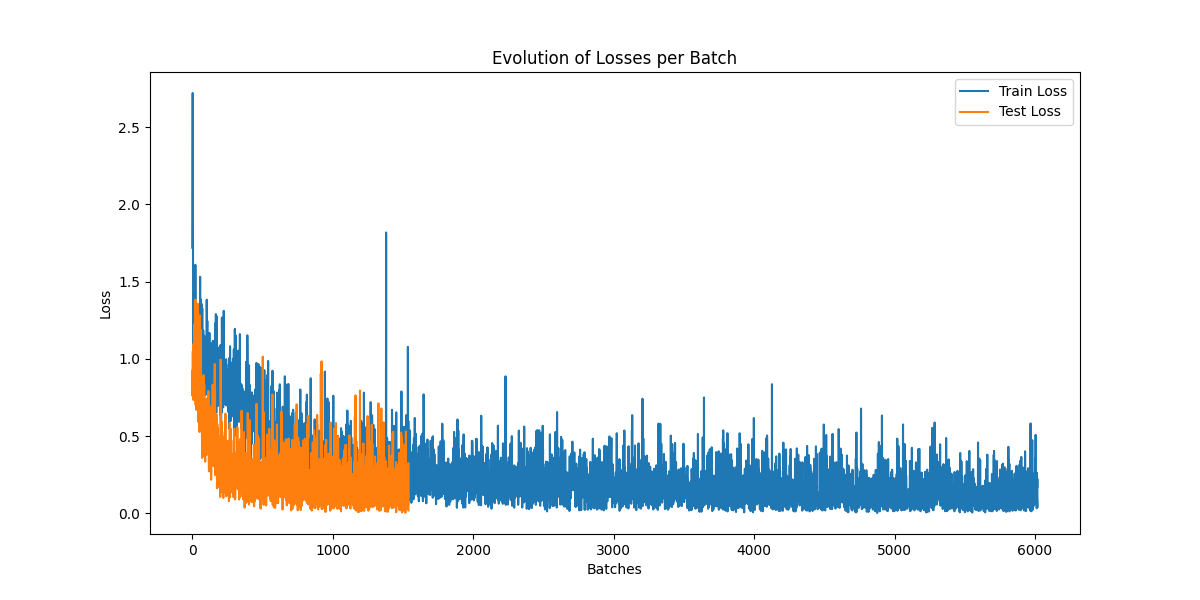 Evolution of Losses per Batch
Train Loss
Test Loss
2.5
2.0
1.5
1.0
0.5
0.0
Loss
0 1000 2000 3000 4000 5000 6000
Batches